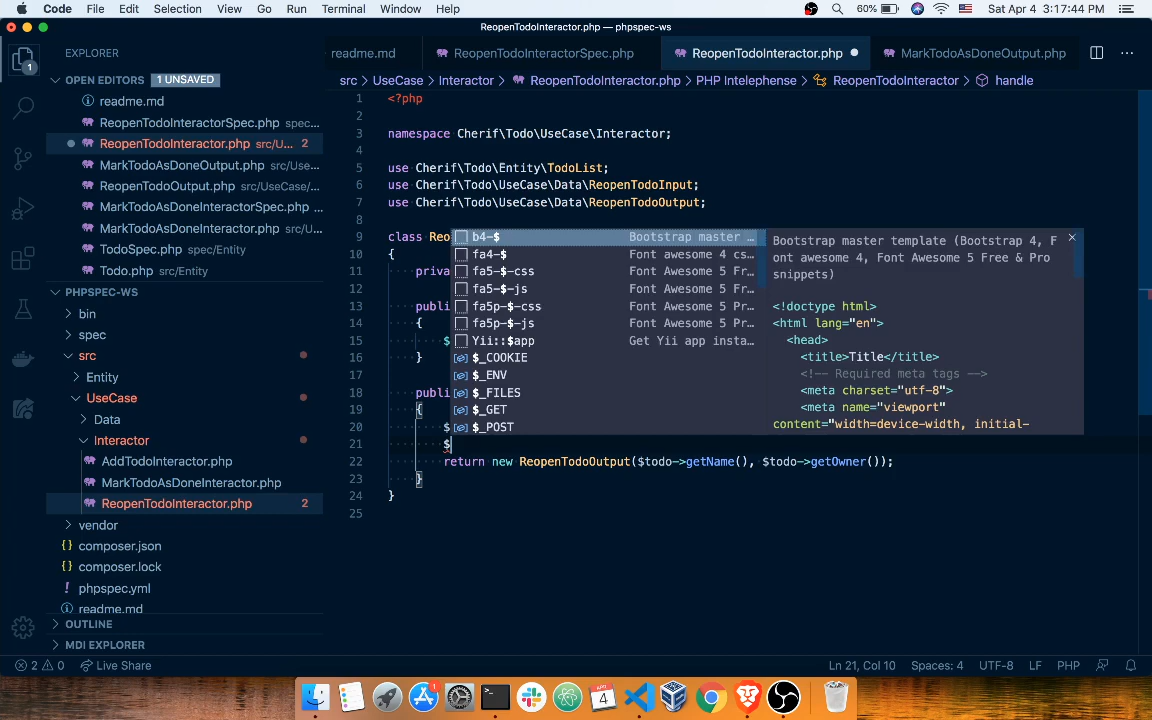 Code File Edit Selection View Go Run Terminal Window Help 60% Sat Apr 4 3:17:44 PM
ReopenTodoInteractor.php — phpspec-ws
EXPLORER
readme.md ReopenTodoInteractorSpec.php ReopenTodoInteractor.php MarkTodoAsDoneOutput.php
src > UseCase > Interactor > ReopenTodoInteractor.php > PHP Intelephense > ReopenTodoInteractor > handle
1
OPEN EDITORS 1 UNSAVED
readme.md
ReopenTodoInteractorSpec.php spec...
ReopenTodoInteractor.php src/U... 2
MarkTodoAsDoneOutput.php src/Use...
ReopenTodoOutput.php src/UseCase/...
MarkTodoAsDoneInteractorSpec.php ...
MarkTodoAsDoneInteractor.php src/U...
TodoSpec.php spec/Entity
Todo.php src/Entity
PHPSPEC-WS
bin
spec
src
Entity
UseCase
Data
Interactor
AddTodoInteractor.php
MarkTodoAsDoneInteractor.php
ReopenTodoInteractor.php 2
vendor
composer.json
composer.lock
phpspec.yml
readme.md
OUTLINE
MDI EXPLORER
1 <?php
2
3 namespace Cherif\Todo\UseCase\Interactor;
4
5 use Cherif\Todo\Entity\TodoList;
6 use Cherif\Todo\UseCase\Data\ReopenTodoInput;
7 use Cherif\Todo\UseCase\Data\ReopenTodoOutput;
8
9 class Reo
10 {
11 priva
12
13 publi
14 {
15 $
16 }
17
18 publi
19 {
20 $
21 $
22 return new ReopenTodoOutput($todo->getName(), $todo->getOwner());
23 }
24 }
25
b4-$ Bootstrap master ...
fa4-$ Font awesome 4 cs...
fa5-$-css Font Awesome 5 Fr...
fa5-$-js Font Awesome 5 Fr...
fa5p-$-css Font Awesome 5 Pr...
fa5p-$-js Font Awesome 5 Pr...
Yii::$app Get Yii app insta...
$_COOKIE
$_ENV
$_FILES
$_GET
$_POST
Bootstrap master template (Bootstrap 4, F
ont awesome 4, Font Awesome 5 Free & Pro
snippets)
<!doctype html>
<html lang="en">
<head>
<title>Title</title>
<!-- Required meta tags -->
<meta charset="utf-8">
<meta name="viewport"
content="width=device-width, initial-
2 0 Live Share Ln 21, Col 10 Spaces: 4 UTF-8 LF PHP
APR 4
1